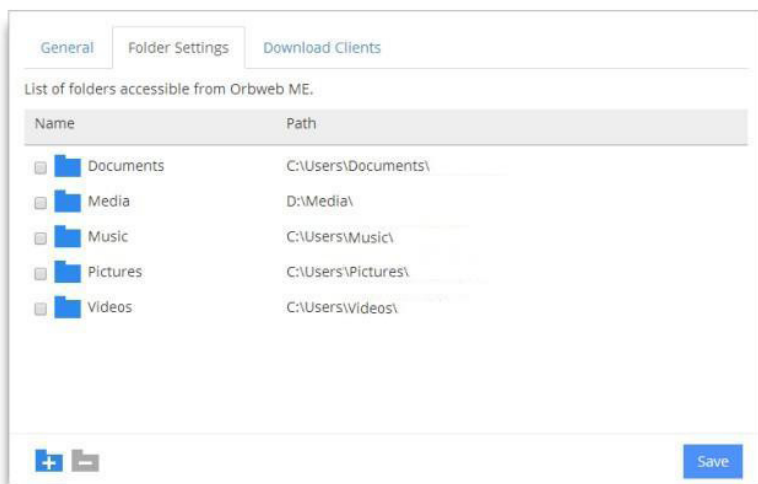 General Folder Settings Download Clients
List of folders accessible from Orbweb ME.
Name Path
Documents C:\Users\Documents\
Media D:\Media\
Music C:\Users\Music\
Pictures C:\Users\Pictures\
Videos C:\Users\Videos\
Save